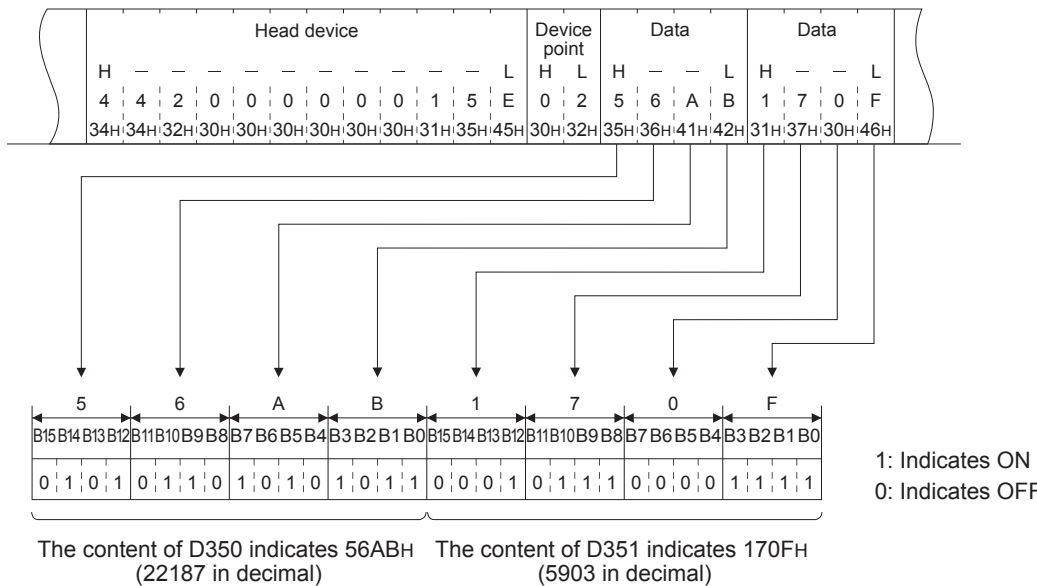 Head device Device Data Data
point
H – – – – – – – – – – L H L H – – L H – – L
4 4 2 0 0 0 0 0 0 1 5 E 0 2 5 6 A B 1 7 0 F
34H 34H 32H 30H 30H 30H 30H 30H 30H 31H 35H 45H 30H 32H 35H 36H 41H 42H 31H 37H 30H 46H
5 6 A B 1 7 0 F
B15 B14 B13 B12 B11 B10 B9 B8 B7 B6 B5 B4 B3 B2 B1 B0 B15 B14 B13 B12 B11 B10 B9 B8 B7 B6 B5 B4 B3 B2 B1 B0
0 1 0 1 0 1 1 0 1 0 1 0 1 0 1 1 0 0 0 1 0 1 1 1 0 0 0 0 1 1 1 1
1: Indicates ON
0: Indicates OFF
The content of D350 indicates 56ABH
(22187 in decimal)
The content of D351 indicates 170FH
(5903 in decimal)